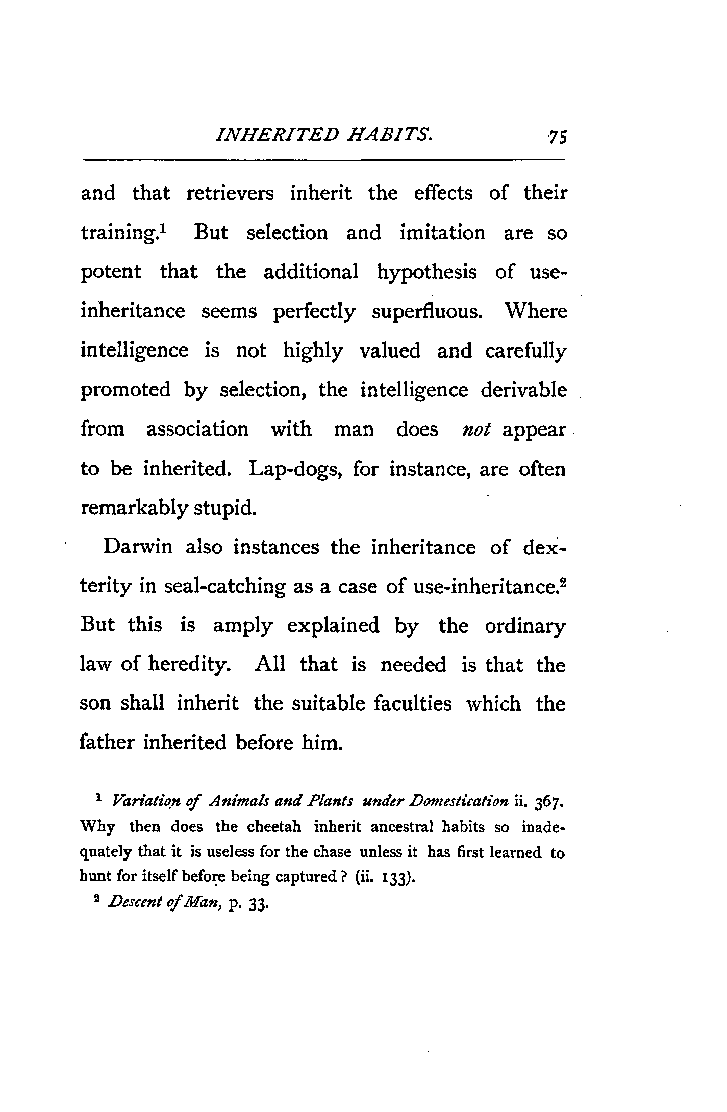 INHERITED HABITS. 75
and that retrievers inherit the effects of their
training.¹ But selection and imitation are so
potent that the additional hypothesis of use-
inheritance seems perfectly superfluous. Where
intelligence is not highly valued and carefully
promoted by selection, the intelligence derivable
from association with man does not appear
to be inherited. Lap-dogs, for instance, are often
remarkably stupid.
Darwin also instances the inheritance of dex-
terity in seal-catching as a case of use-inheritance.²
But this is amply explained by the ordinary
law of heredity. All that is needed is that the
son shall inherit the suitable faculties which the
father inherited before him.
¹ Variation of Animals and Plants under Domestication ii. 367.
Why then does the cheetah inherit ancestral habits so inade-
quately that it is useless for the chase unless it has first learned to
hunt for itself before being captured? (ii. 133).
² Descent of Man, p. 33.